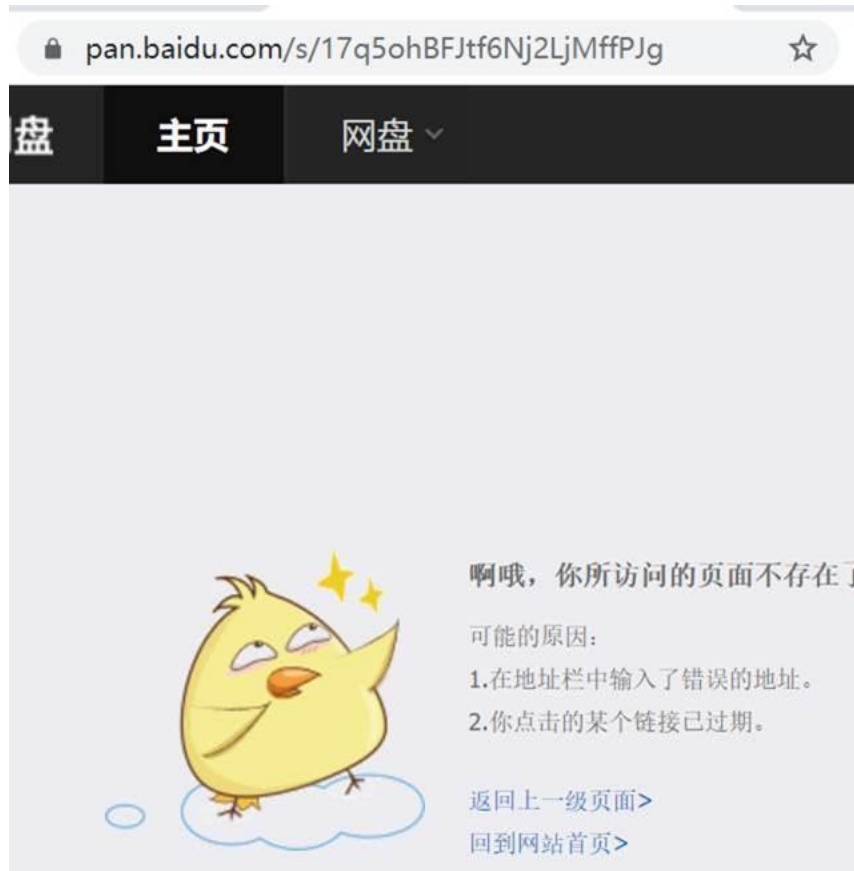 pan.baidu.com/s/17q5ohBFJtf6Nj2LjMffPJg
盘 主页 网盘
啊哦，你所访问的页面不存在了
可能的原因：
1.在地址栏中输入了错误的地址。
2.你点击的某个链接已过期。
返回上一级页面>
回到网站首页>